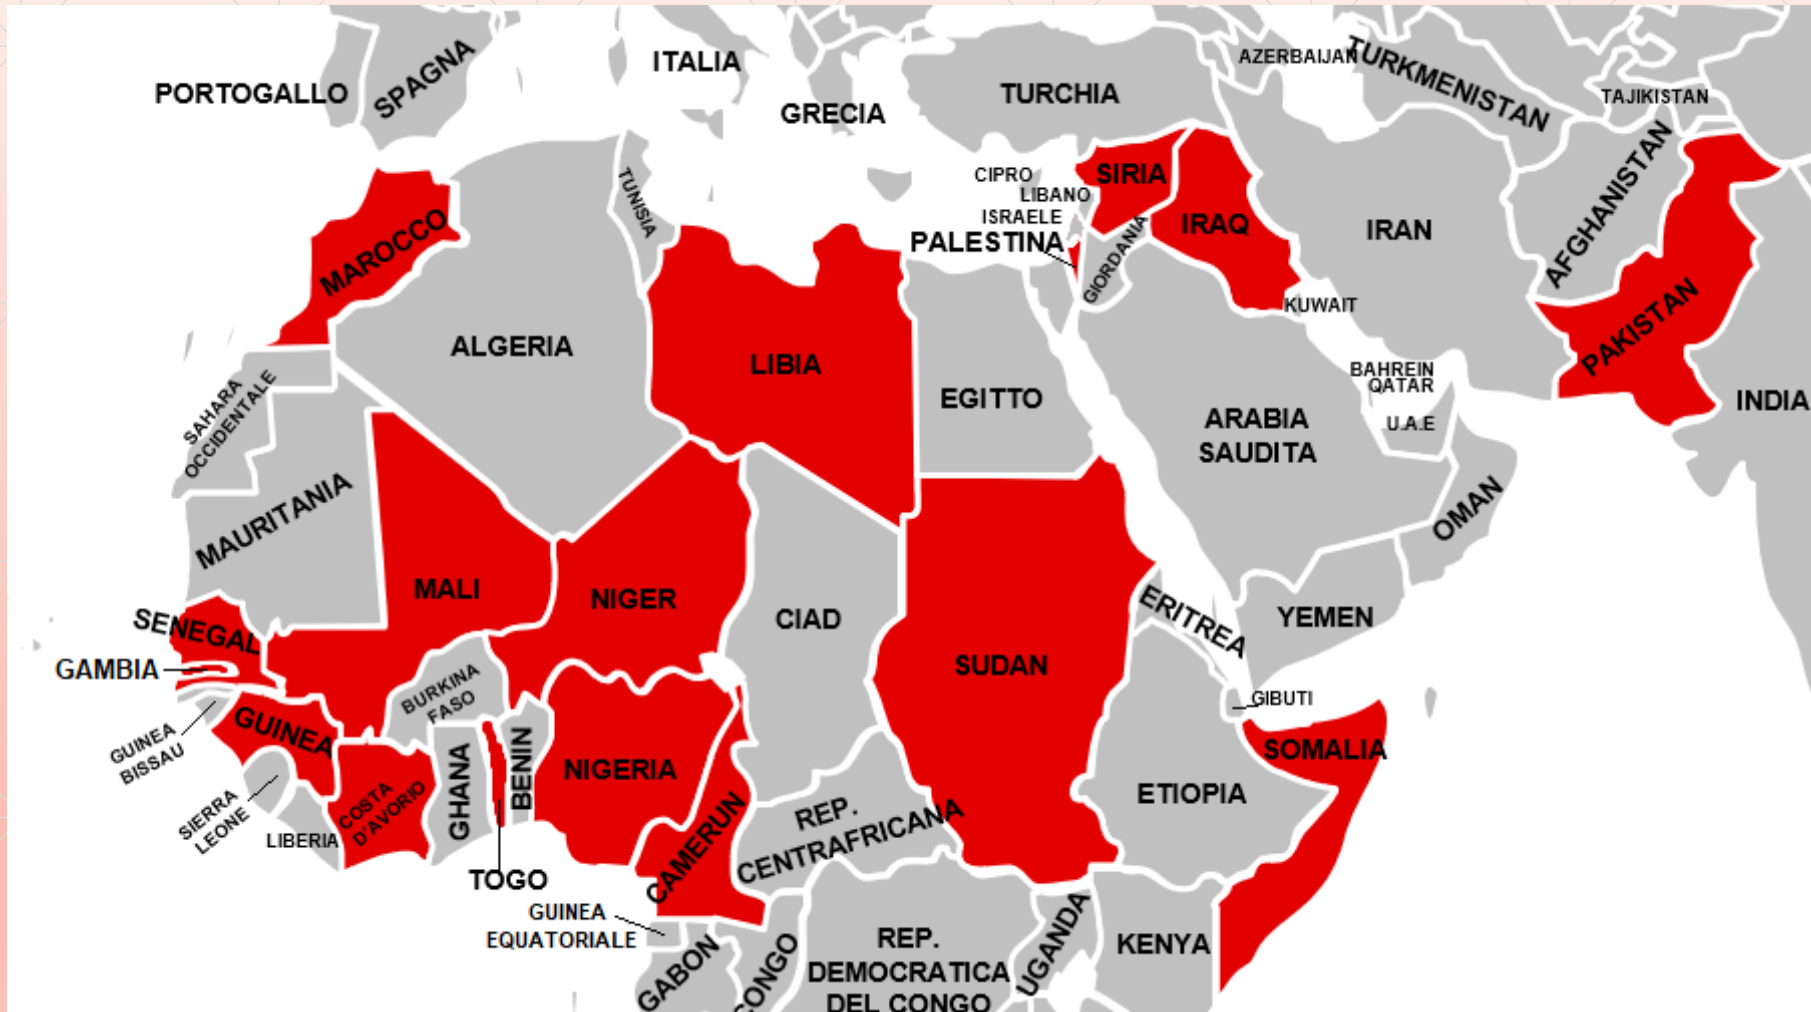 ITALIA
AZERBAIJAN
TURKMENISTAN
PORTOGALLO
SPAGNA
GRECIA
TURCHIA
TAJIKISTAN
CIPRO
SIRIA
LIBANO
ISRAELE
PALESTINA
GIORDANIA
IRAQ
IRAN
AFGHANISTAN
TUNISIA
MAROCCO
KUWAIT
PAKISTAN
ALGERIA
LIBIA
EGITTO
BAHREIN
QATAR
U.A.E
ARABIA
SAUDITA
INDIA
SAHARA
OCCIDENTALE
OMAN
MAURITANIA
MALI
NIGER
CIAD
SUDAN
ERITREA
YEMEN
SENEGAL
GAMBIA
BURKINA
FASO
GIBUTI
GUINEA
BISSAU
GUINEA
SOMALIA
NIGERIA
BENIN
GHANA
COSTA
D'AVORIO
ETIOPIA
SIERRA
LEONE
LIBERIA
REP.
CENTRAFRICANA
CAMERUN
TOGO
GUINEA
EQUATORIALE
GABON
CONGO
REP.
DEMOCRATICA
DEL CONGO
UGANDA
KENYA